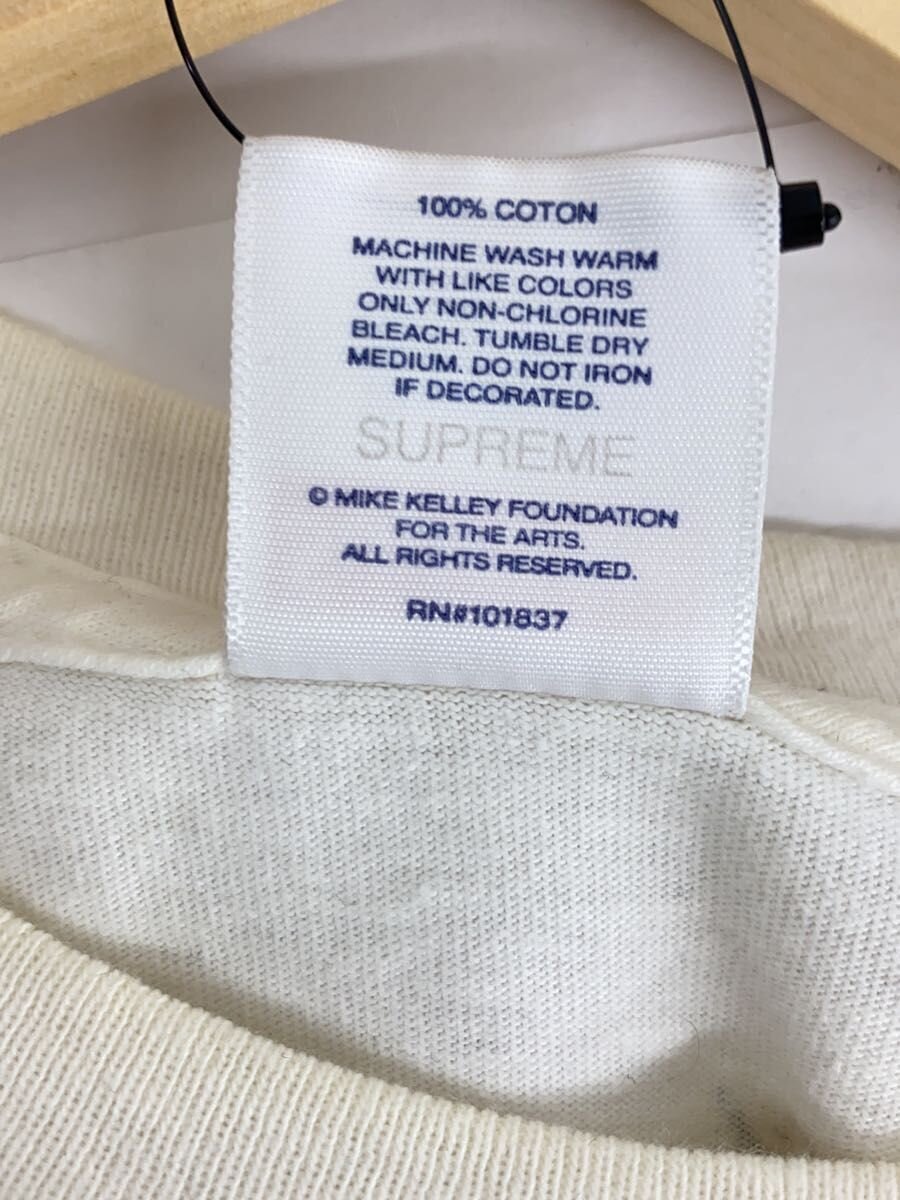 100% COTON
MACHINE WASH WARM
WITH LIKE COLORS
ONLY NON-CHLORINE
BLEACH. TUMBLE DRY
MEDIUM. DO NOT IRON
IF DECORATED.
SUPREME
© MIKE KELLEY FOUNDATION
FOR THE ARTS.
ALL RIGHTS RESERVED.
RN#101837